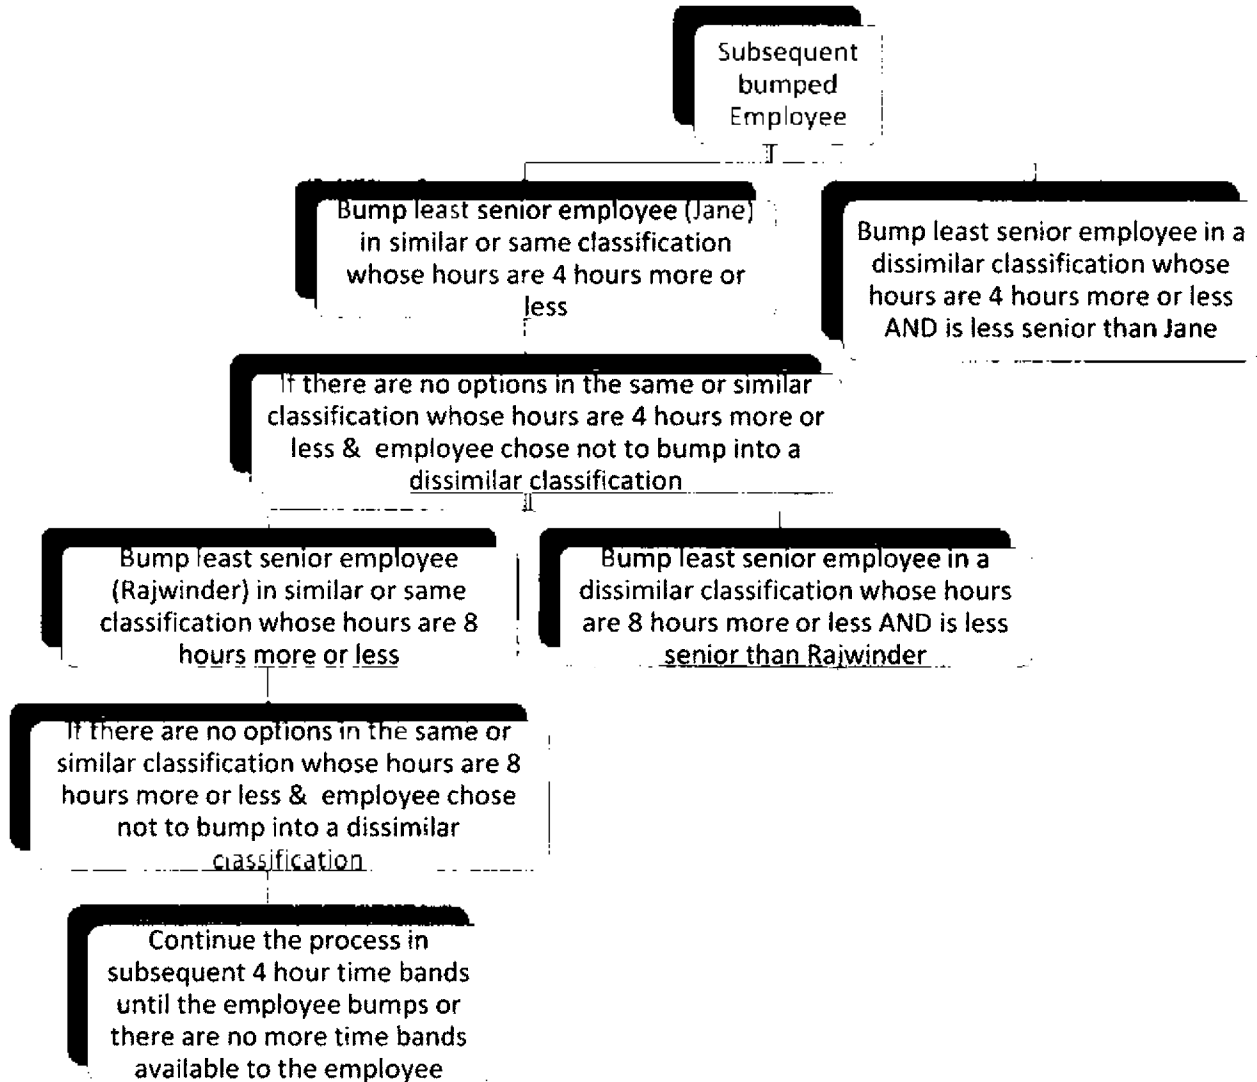 Subsequent
bumped
Employee
Bump least senior employee (Jane)
in similar or same classification
whose hours are 4 hours more or
less
Bump least senior employee in a
dissimilar classification whose
hours are 4 hours more or less
AND is less senior than Jane
If there are no options in the same or similar
classification whose hours are 4 hours more or
less & employee chose not to bump into a
dissimilar classification
Bump least senior employee
(Rajwinder) in similar or same
classification whose hours are 8
hours more or less
Bump least senior employee in a
dissimilar classification whose hours
are 8 hours more or less AND is less
senior than Rajwinder
If there are no options in the same or
similar classification whose hours are 8
hours more or less & employee chose
not to bump into a dissimilar
classification
Continue the process in
subsequent 4 hour time bands
until the employee bumps or
there are no more time bands
available to the employee